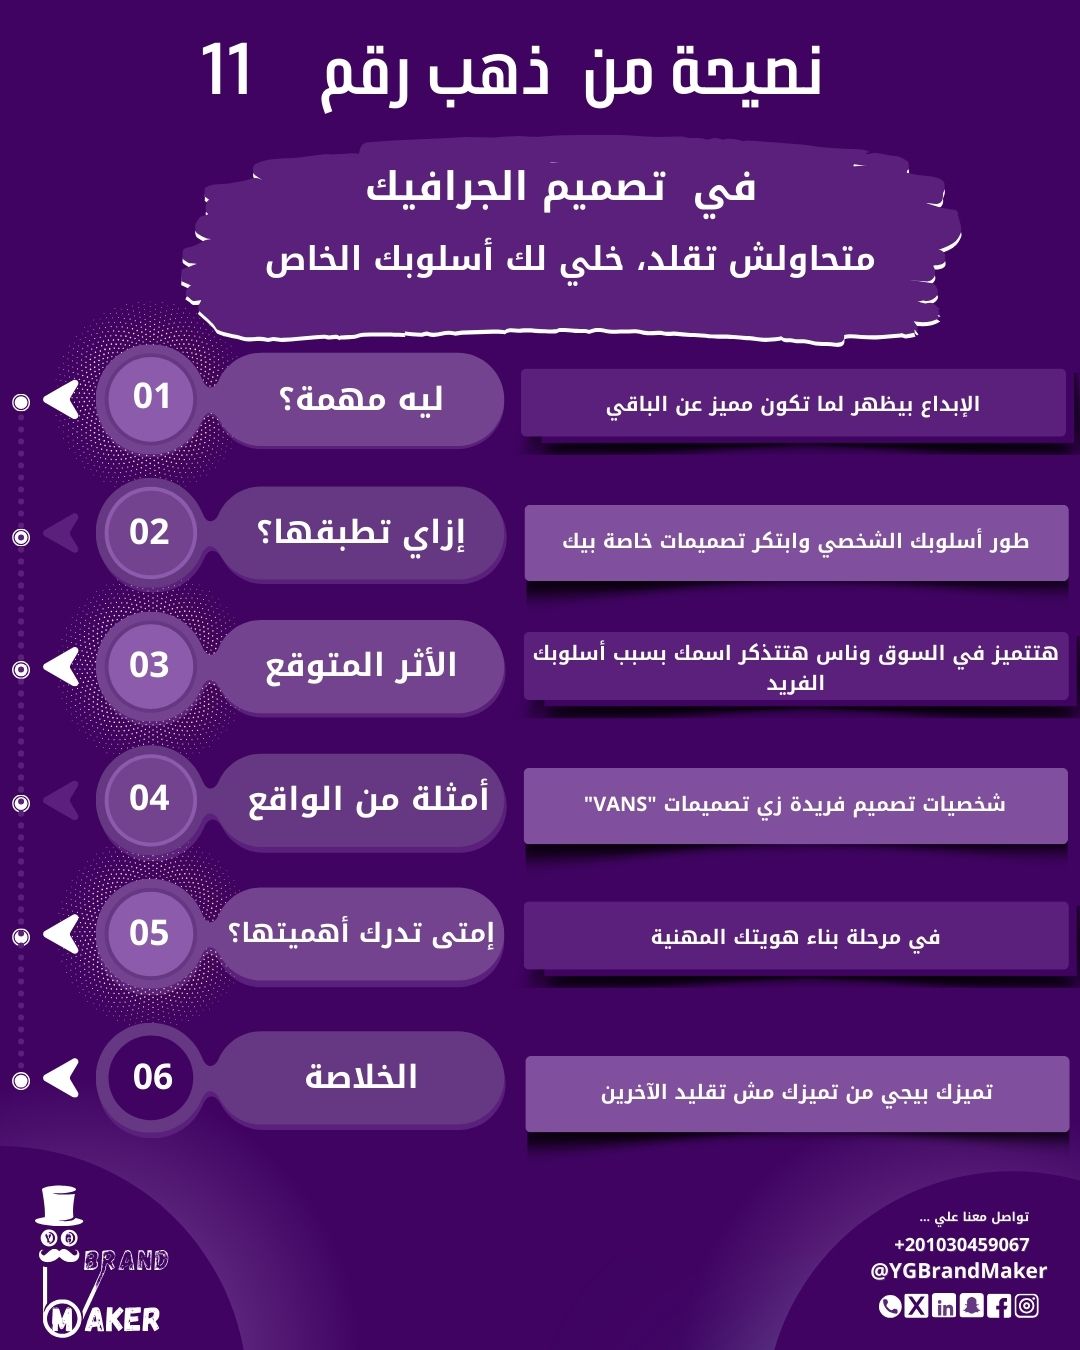 نصيحة من ذهب رقم 11
في تصميم الجرافيك
متحاولش تقلد، خلي لك أسلوبك الخاص
01
ليه مهمة؟
الإبداع بيظهر لما تكون مميز عن الباقي
02
إزاي تطبقها؟
طور أسلوبك الشخصي وابتكر تصميمات خاصة بيك
03
الأثر المتوقع
هتتميز في السوق وناس هتتذكر اسمك بسبب أسلوبك
الفريد
04
أمثلة من الواقع
شخصيات تصميم فريدة زي تصميمات "VANS"
05
إمتى تدرك أهميتها؟
في مرحلة بناء هويتك المهنية
06
الخلاصة
تميزك بيجي من تميزك مش تقليد الآخرين
تواصل معنا علي ...
+201030459067
@YGBrandMaker
BRAND
MAKER